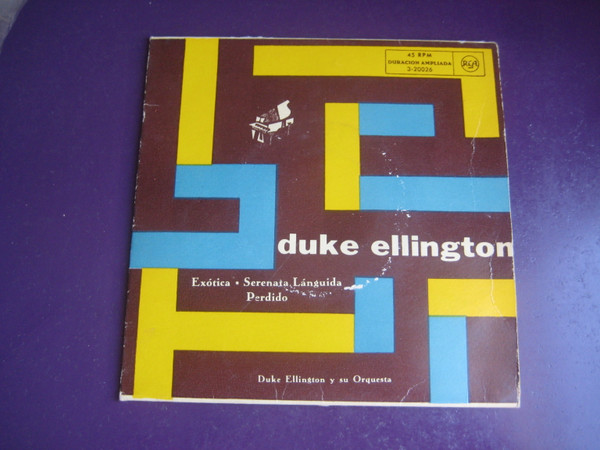 45 RPM
DURACION AMPLIADA
3-20026
RCA
duke ellington
Exótica • Serenata Lánguida
Perdido
Duke Ellington y su Orquesta